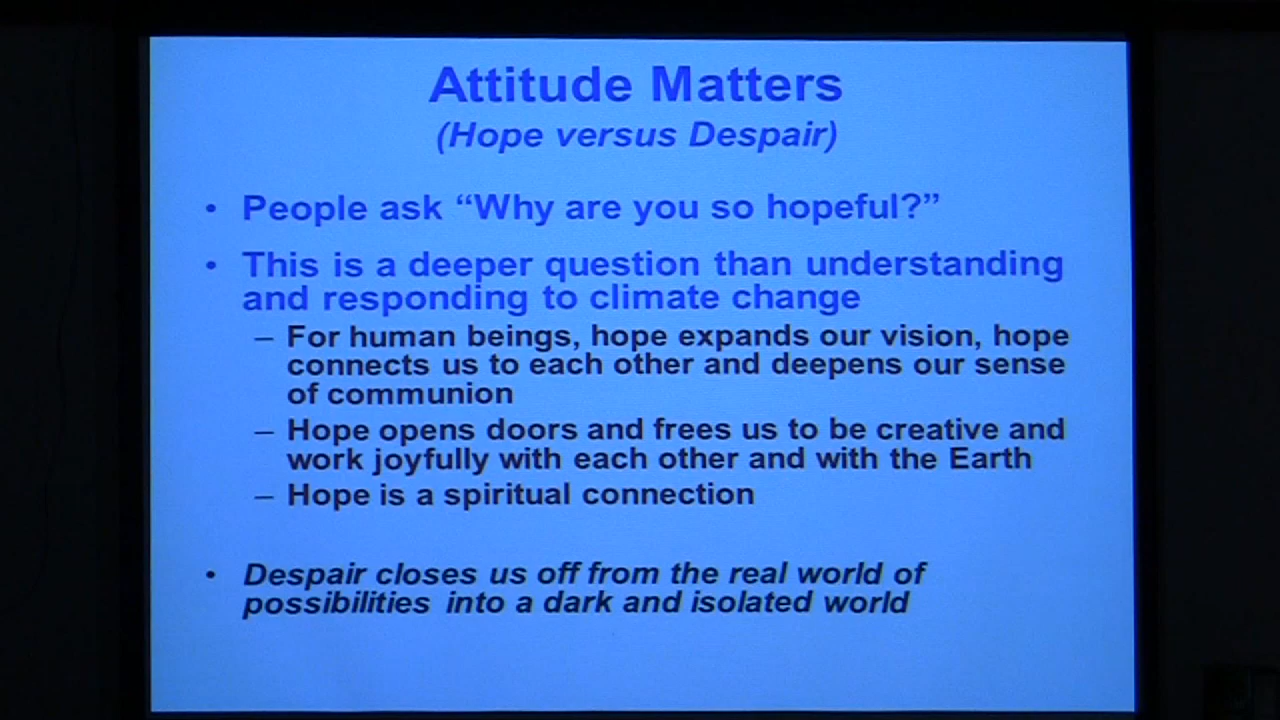 Attitude Matters
(Hope versus Despair)
• People ask “Why are you so hopeful?”
• This is a deeper question than understanding
and responding to climate change
– For human beings, hope expands our vision, hope
connects us to each other and deepens our sense
of communion
– Hope opens doors and frees us to be creative and
work joyfully with each other and with the Earth
– Hope is a spiritual connection
• Despair closes us off from the real world of
possibilities into a dark and isolated world